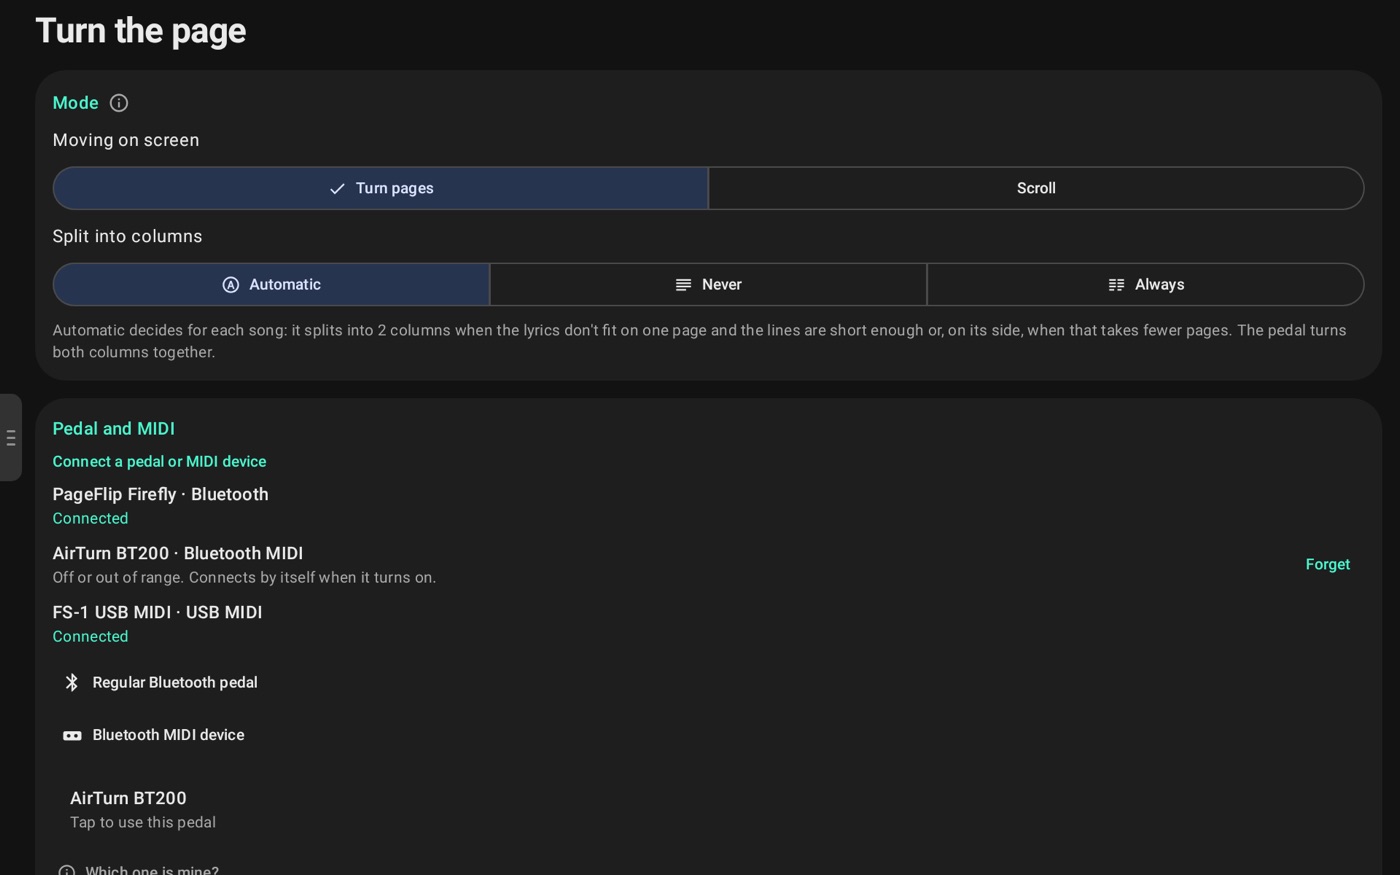 Turn the page
Mode
Moving on screen
Turn pages
Scroll
Split into columns
Automatic
Never
Always
Automatic decides for each song: it splits into 2 columns when the lyrics don't fit on one page and the lines are short enough or, on its side, when that takes fewer pages. The pedal turns
both columns together.
Pedal and MIDI
Connect a pedal or MIDI device
PageFlip Firefly · Bluetooth
Connected
AirTurn BT200 · Bluetooth MIDI
Off or out of range. Connects by itself when it turns on.
Forget
FS-1 USB MIDI · USB MIDI
Connected
Regular Bluetooth pedal
Bluetooth MIDI device
AirTurn BT200
Tap to use this pedal
Which one is mine?